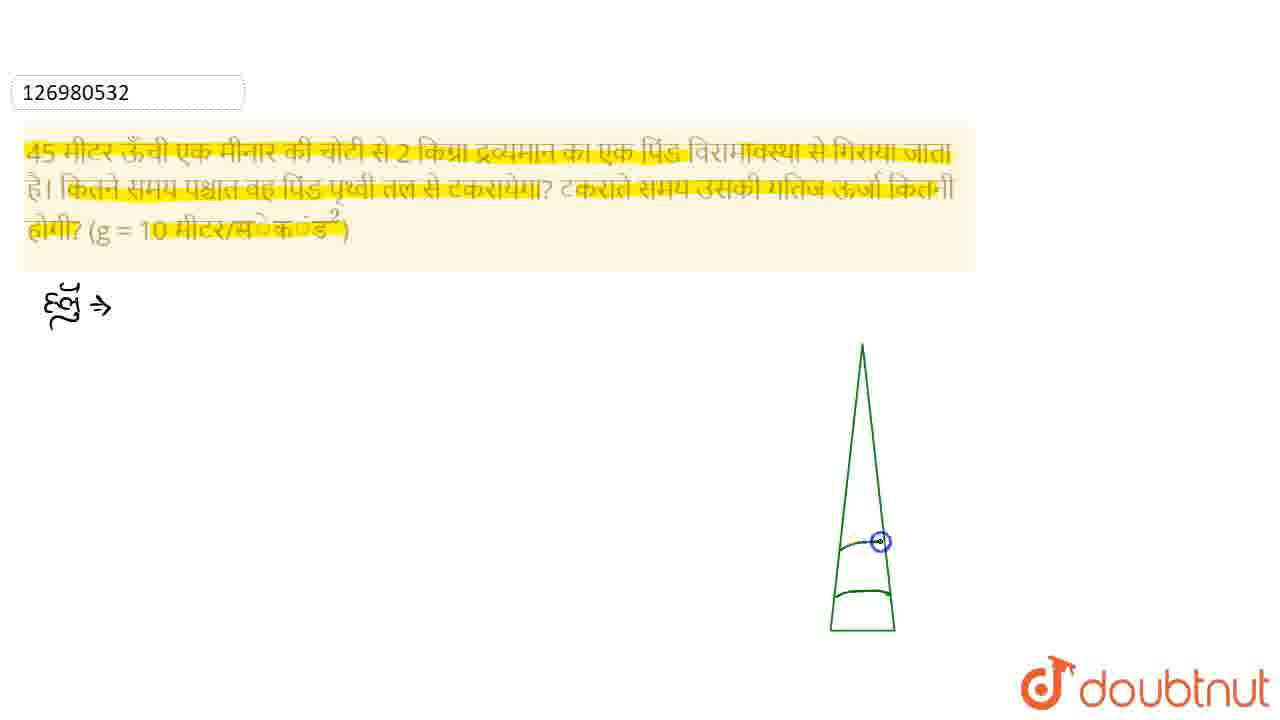 126980532
45 मीटर ऊँची एक मीनार की चोटी से 2 किग्रा द्रव्यमान का एक पिंड विरामावस्था से गिराया जाता
है। कितने समय पश्चात वह पिंड पृथ्वी तल से टकरायेगा? टकराते समय उसकी गतिज ऊर्जा कितनी
होगी? (g = 10 मीटर/सेकंड²)
हल ⇒
doubtnut